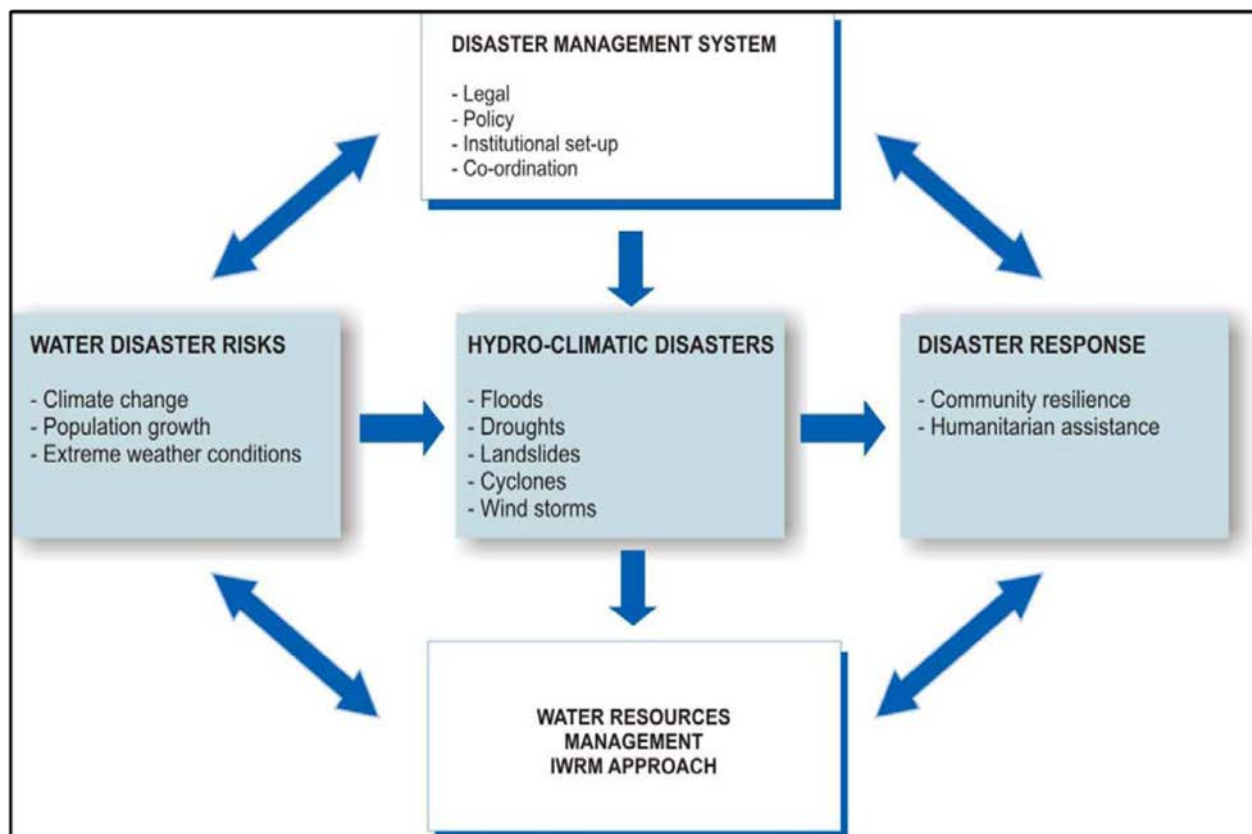 DISASTER MANAGEMENT SYSTEM
- Legal
- Policy
- Institutional set-up
- Co-ordination
WATER DISASTER RISKS
- Climate change
- Population growth
- Extreme weather conditions
HYDRO-CLIMATIC DISASTERS
- Floods
- Droughts
- Landslides
- Cyclones
- Wind storms
DISASTER RESPONSE
- Community resilience
- Humanitarian assistance
WATER RESOURCES
MANAGEMENT
IWRM APPROACH